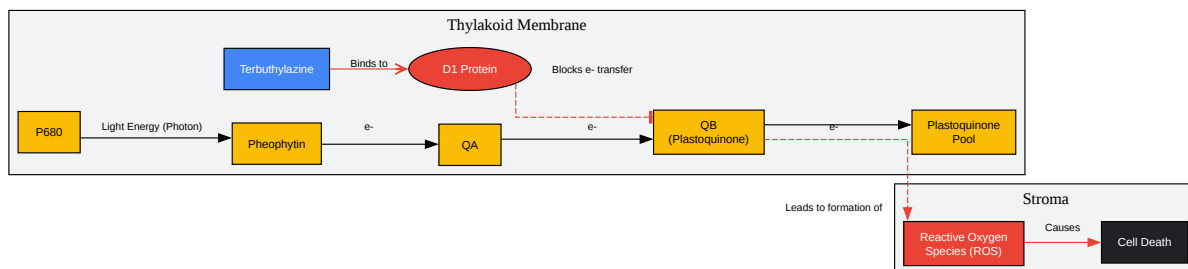 Thylakoid Membrane
Terbuthylazine
Binds to
D1 Protein
Blocks e- transfer
P680
Light Energy (Photon)
Pheophytin
e-
QA
e-
QB
(Plastoquinone)
e-
Plastoquinone
Pool
Stroma
Leads to formation of
Reactive Oxygen
Species (ROS)
Causes
Cell Death